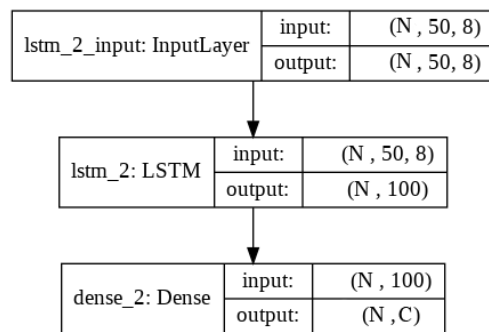 lstm_2_input: InputLayer
input: (N , 50, 8)
output: (N , 50, 8)
lstm_2: LSTM
input: (N , 50, 8)
output: (N , 100)
dense_2: Dense
input: (N , 100)
output: (N ,C)